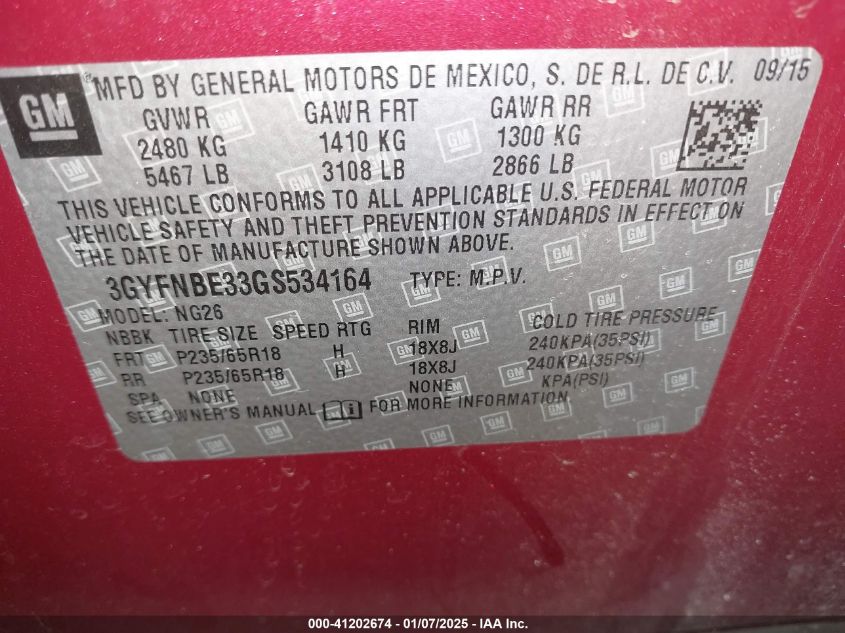 GM
®MFD BY GENERAL MOTORS DE MEXICO, S. DE R.L. DE C.V. 09/15
GVWR GAWR FRT GAWR RR
2480 KG 1410 KG 1300 KG
5467 LB 3108 LB 2866 LB
THIS VEHICLE CONFORMS TO ALL APPLICABLE U.S. FEDERAL MOTOR
VEHICLE SAFETY AND THEFT PREVENTION STANDARDS IN EFFECT ON
THE DATE OF MANUFACTURE SHOWN ABOVE.
3GYFNBE33GS534164 TYPE: M.P.V.
MODEL: NG26
NBBK TIRE SIZE SPEED RTG RIM COLD TIRE PRESSURE
FRT P235/65R18 H 18X8J 240KPA(35PSI)
RR P235/65R18 H 18X8J 240KPA(35PSI)
SPA NONE NONE KPA(PSI)
SEE OWNER'S MANUAL FOR MORE INFORMATION.
000-41202674 - 01/07/2025 - IAA Inc.